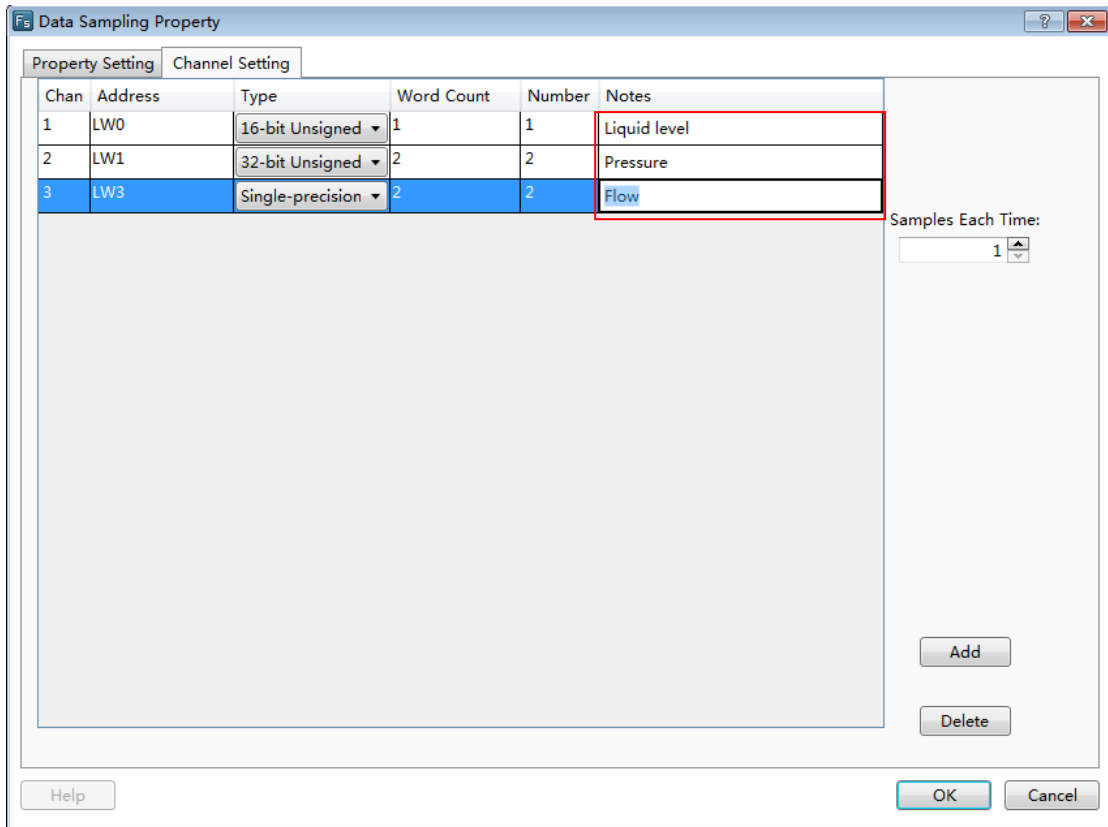 Fs Data Sampling Property ?
Property Setting Channel Setting
Chan Address Type Word Count Number Notes
1 LW0 16-bit Unsigned 1 1 Liquid level
2 LW1 32-bit Unsigned 2 2 Pressure
3 LW3 Single-precision 2 2 Flow
Samples Each Time:
1
Add
Delete
Help OK Cancel